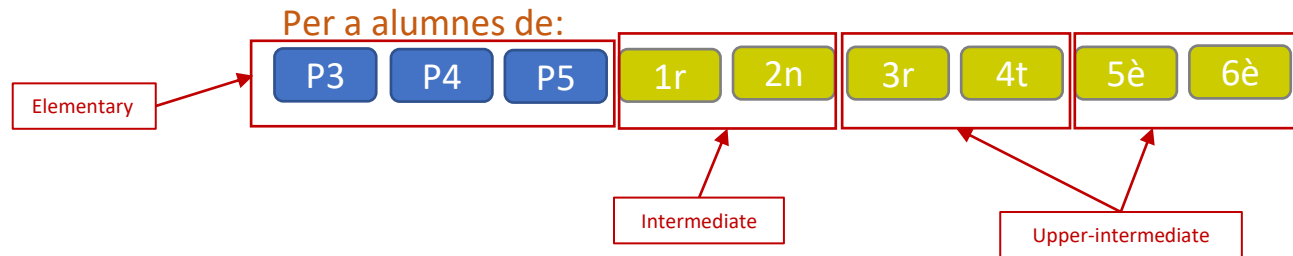 Per a alumnes de:
P3 P4 P5 1r 2n 3r 4t 5è 6è
Elementary
Intermediate
Upper-intermediate